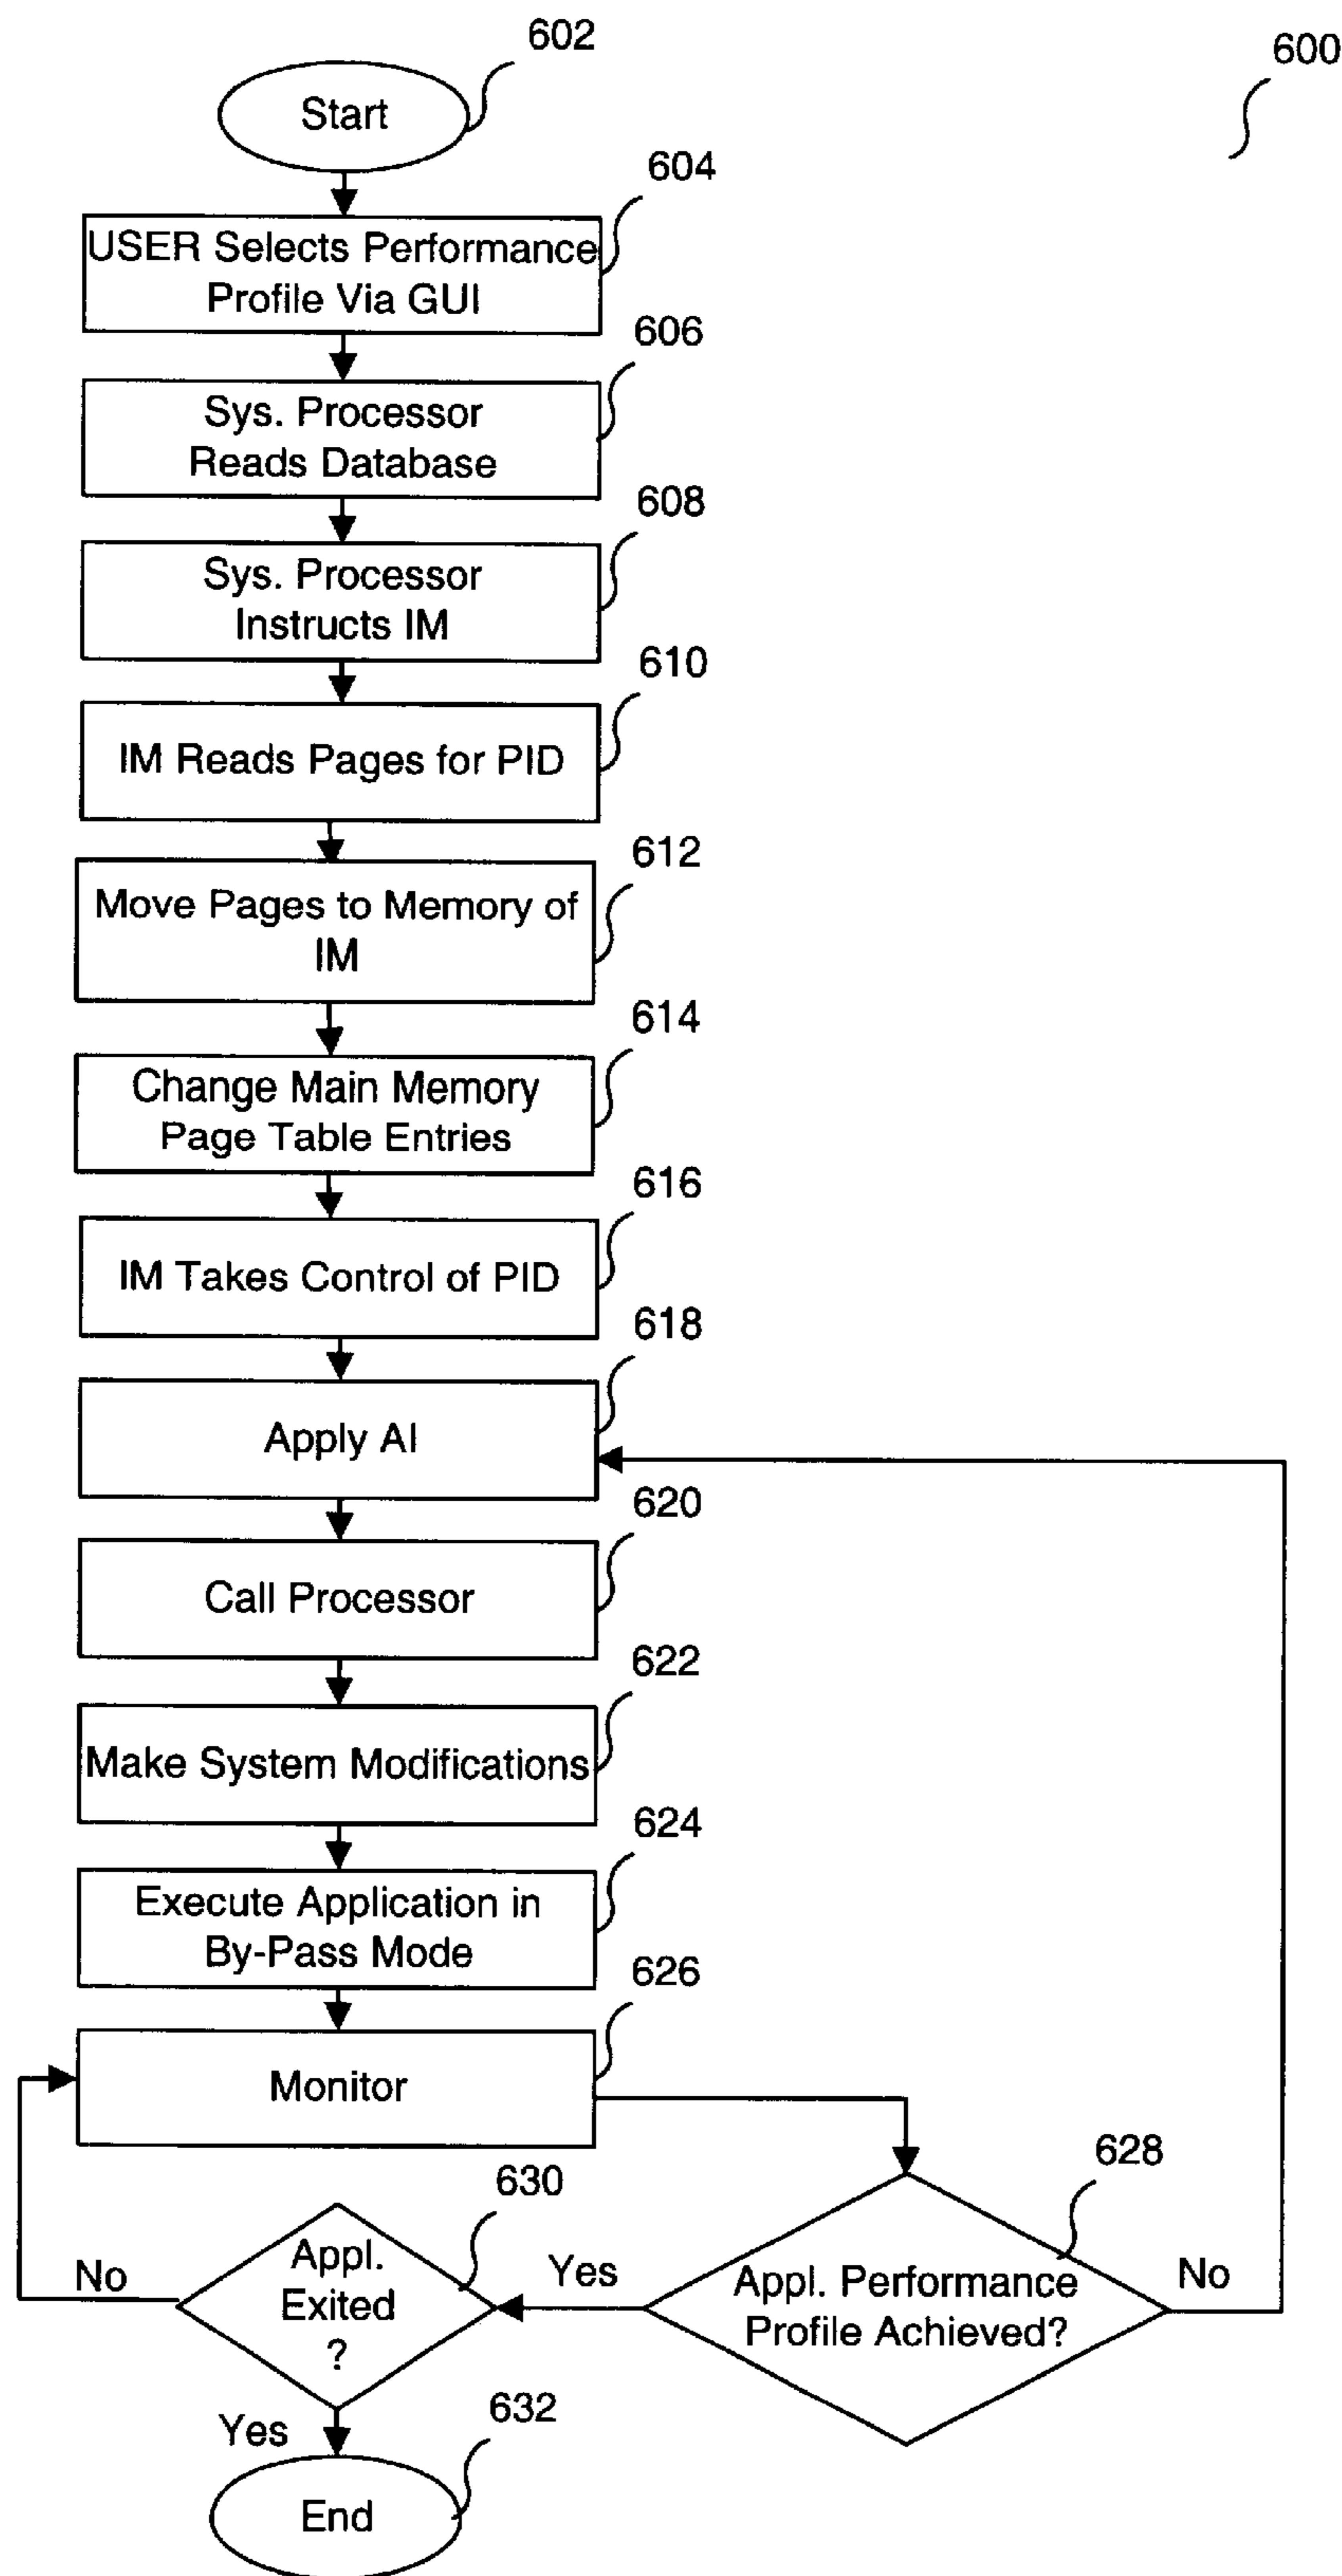 602
600
Start
604
USER Selects Performance
Profile Via GUI
606
Sys. Processor
Reads Database
608
Sys. Processor
Instructs IM
610
IM Reads Pages for PID
612
Move Pages to Memory of
IM
614
Change Main Memory
Page Table Entries
616
IM Takes Control of PID
618
Apply AI
620
Call Processor
622
Make System Modifications
624
Execute Application in
By-Pass Mode
626
Monitor
628
630
Appl.
Exited
?
No
Yes
Appl. Performance
Profile Achieved?
No
Yes
632
End